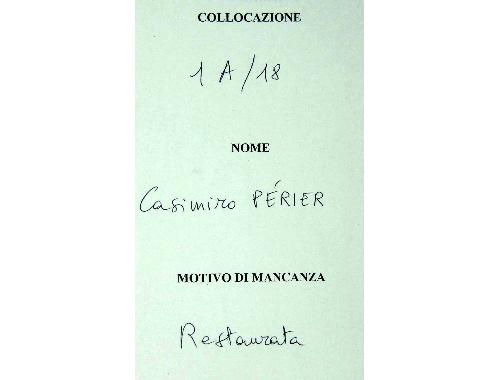 COLLOCAZIONE
1 A/18
NOME
Casimiro PÉRIER
MOTIVO DI MANCANZA
Restaurata